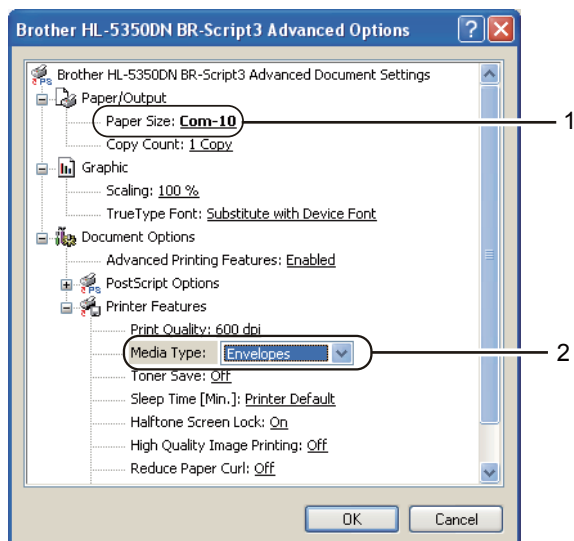 Brother HL-5350DN BR-Script3 Advanced Options
Brother HL-5350DN BR-Script3 Advanced Document Settings
Paper/Output
Paper Size: Com-10
1
Copy Count: 1 Copy
Graphic
Scaling: 100 %
TrueType Font: Substitute with Device Font
Document Options
Advanced Printing Features: Enabled
PostScript Options
Printer Features
Print Quality: 600 dpi
Media Type: Envelopes
2
Toner Save: Off
Sleep Time [Min.]: Printer Default
Halftone Screen Lock: On
High Quality Image Printing: Off
Reduce Paper Curl: Off
OK
Cancel